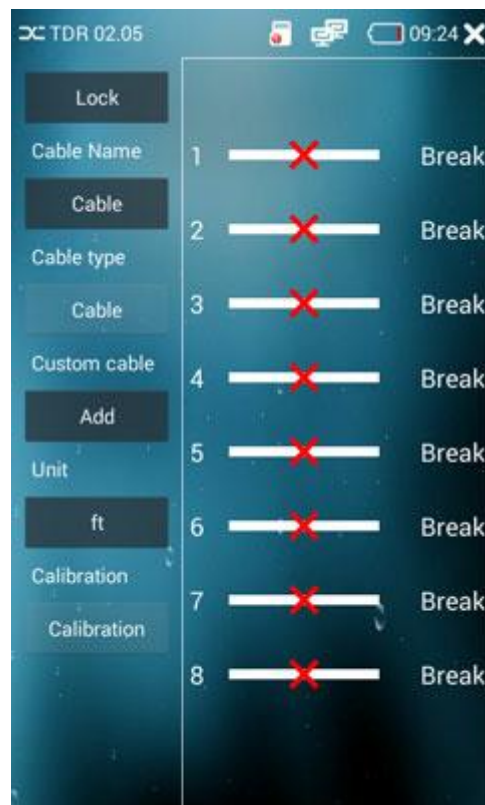 TDR 02.05 09:24
Lock
Cable Name
Cable
Cable type
Cable
Custom cable
Add
Unit
ft
Calibration
Calibration
1 Break
2 Break
3 Break
4 Break
5 Break
6 Break
7 Break
8 Break